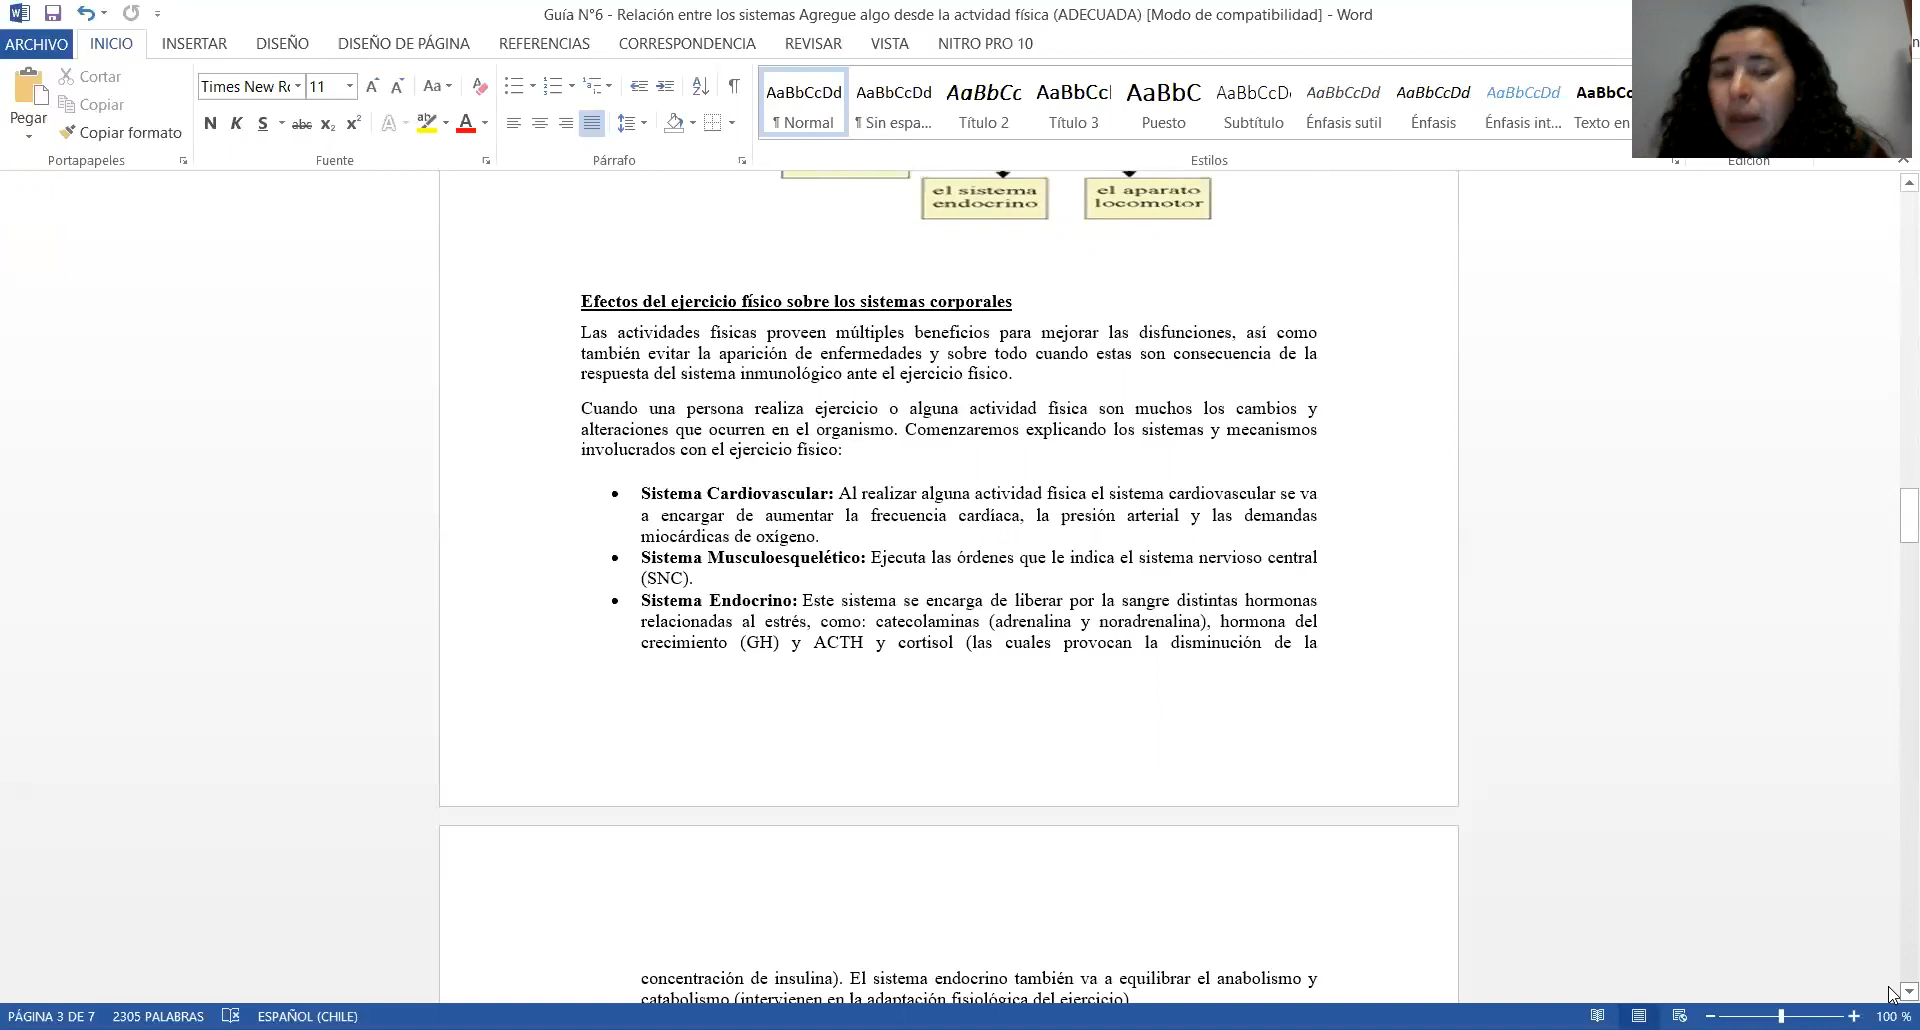 Guía N°6 - Relación entre los sistemas Agregue algo desde la actvidad física (ADECUADA) [Modo de compatibilidad] - Word
ARCHIVO INICIO INSERTAR DISEÑO DISEÑO DE PÁGINA REFERENCIAS CORRESPONDENCIA REVISAR VISTA NITRO PRO 10
Pegar
Cortar
Copiar
Copiar formato
Portapapeles
Times New Rc 11
Aa
N K S abc x₂ x² A ab A
Fuente
Párrafo
AaBbCcDd AaBbCcDd AaBbCc AaBbCcI AaBbC AaBbCcD AaBbCcDd AaBbCcDd AaBbCcDd AaBbCc
¶ Normal ¶ Sin espa... Título 2 Título 3 Puesto Subtítulo Énfasis sutil Énfasis Énfasis int... Texto en
Estilos
Edición
el sistema
endocrino
el aparato
locomotor
Efectos del ejercicio físico sobre los sistemas corporales
Las actividades físicas proveen múltiples beneficios para mejorar las disfunciones, así como
también evitar la aparición de enfermedades y sobre todo cuando estas son consecuencia de la
respuesta del sistema inmunológico ante el ejercicio físico.
Cuando una persona realiza ejercicio o alguna actividad física son muchos los cambios y
alteraciones que ocurren en el organismo. Comenzaremos explicando los sistemas y mecanismos
involucrados con el ejercicio físico:
• Sistema Cardiovascular: Al realizar alguna actividad física el sistema cardiovascular se va
a encargar de aumentar la frecuencia cardíaca, la presión arterial y las demandas
miocárdicas de oxígeno.
• Sistema Musculoesquelético: Ejecuta las órdenes que le indica el sistema nervioso central
(SNC).
• Sistema Endocrino: Este sistema se encarga de liberar por la sangre distintas hormonas
relacionadas al estrés, como: catecolaminas (adrenalina y noradrenalina), hormona del
crecimiento (GH) y ACTH y cortisol (las cuales provocan la disminución de la
concentración de insulina). El sistema endocrino también va a equilibrar el anabolismo y
catabolismo (intervienen en la adaptación fisiológica del ejercicio)
PÁGINA 3 DE 7 2305 PALABRAS ESPAÑOL (CHILE) 100 %